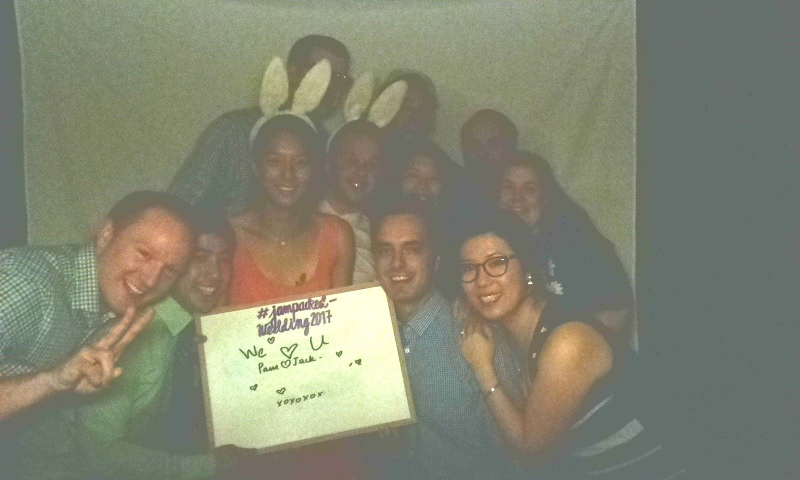 #jampacked-
wedding2017
We ♡ U
Pam ♡ Jack.
xoxoxox